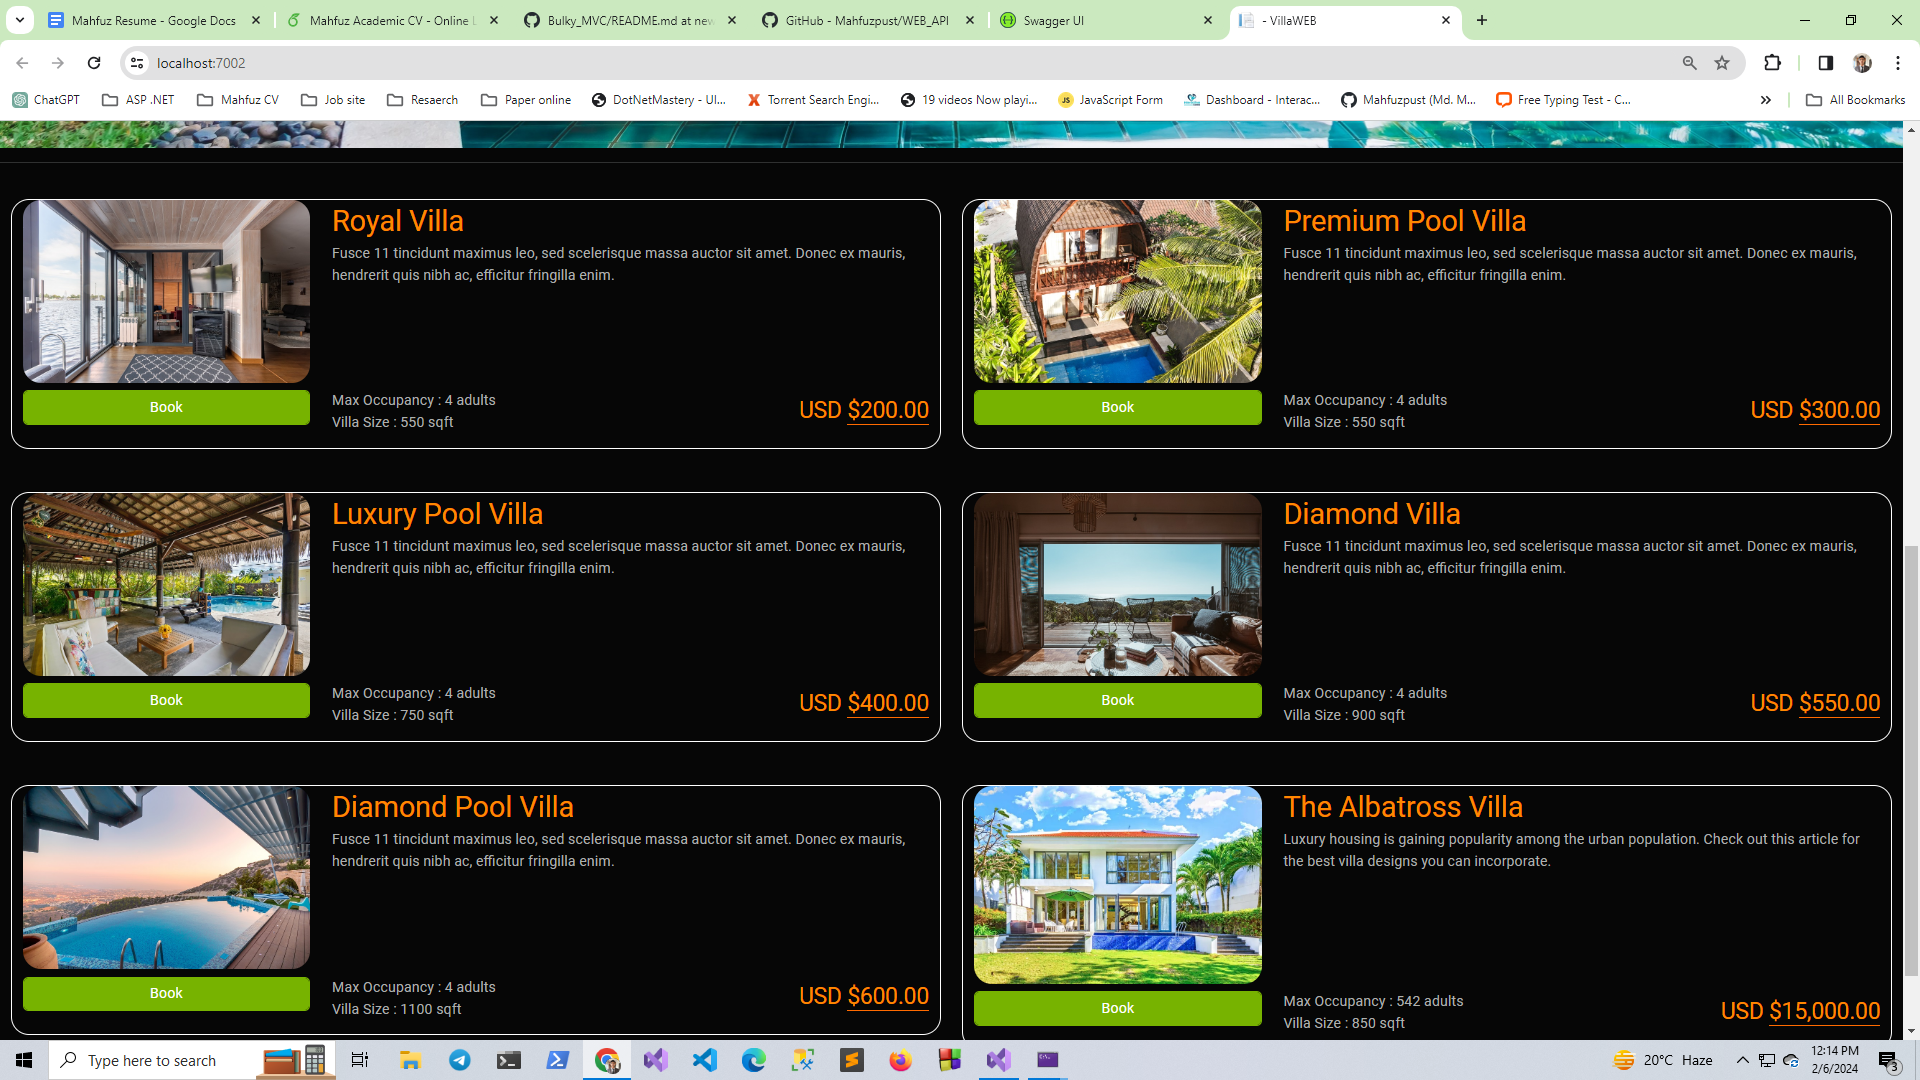 Mahfuz Resume - Google Docs
Mahfuz Academic CV - Online L
Bulky_MVC/README.md at new
GitHub - Mahfuzpust/WEB_API
Swagger UI
- VillaWEB
localhost:7002
ChatGPT
ASP .NET
Mahfuz CV
Job site
Resaerch
Paper online
DotNetMastery - Ul...
Torrent Search Engi...
19 videos Now playi...
JavaScript Form
Dashboard - Interac...
Mahfuzpust (Md. M...
Free Typing Test - C...
All Bookmarks
Royal Villa
Fusce 11 tincidunt maximus leo, sed scelerisque massa auctor sit amet. Donec ex mauris,
hendrerit quis nibh ac, efficitur fringilla enim.
Book
Max Occupancy : 4 adults
Villa Size : 550 sqft
USD $200.00
Premium Pool Villa
Fusce 11 tincidunt maximus leo, sed scelerisque massa auctor sit amet. Donec ex mauris,
hendrerit quis nibh ac, efficitur fringilla enim.
Book
Max Occupancy : 4 adults
Villa Size : 550 sqft
USD $300.00
Luxury Pool Villa
Fusce 11 tincidunt maximus leo, sed scelerisque massa auctor sit amet. Donec ex mauris,
hendrerit quis nibh ac, efficitur fringilla enim.
Book
Max Occupancy : 4 adults
Villa Size : 750 sqft
USD $400.00
Diamond Villa
Fusce 11 tincidunt maximus leo, sed scelerisque massa auctor sit amet. Donec ex mauris,
hendrerit quis nibh ac, efficitur fringilla enim.
Book
Max Occupancy : 4 adults
Villa Size : 900 sqft
USD $550.00
Diamond Pool Villa
Fusce 11 tincidunt maximus leo, sed scelerisque massa auctor sit amet. Donec ex mauris,
hendrerit quis nibh ac, efficitur fringilla enim.
Book
Max Occupancy : 4 adults
Villa Size : 1100 sqft
USD $600.00
The Albatross Villa
Luxury housing is gaining popularity among the urban population. Check out this article for
the best villa designs you can incorporate.
Book
Max Occupancy : 542 adults
Villa Size : 850 sqft
USD $15,000.00
Type here to search
20°C Haze
12:14 PM
2/6/2024
3